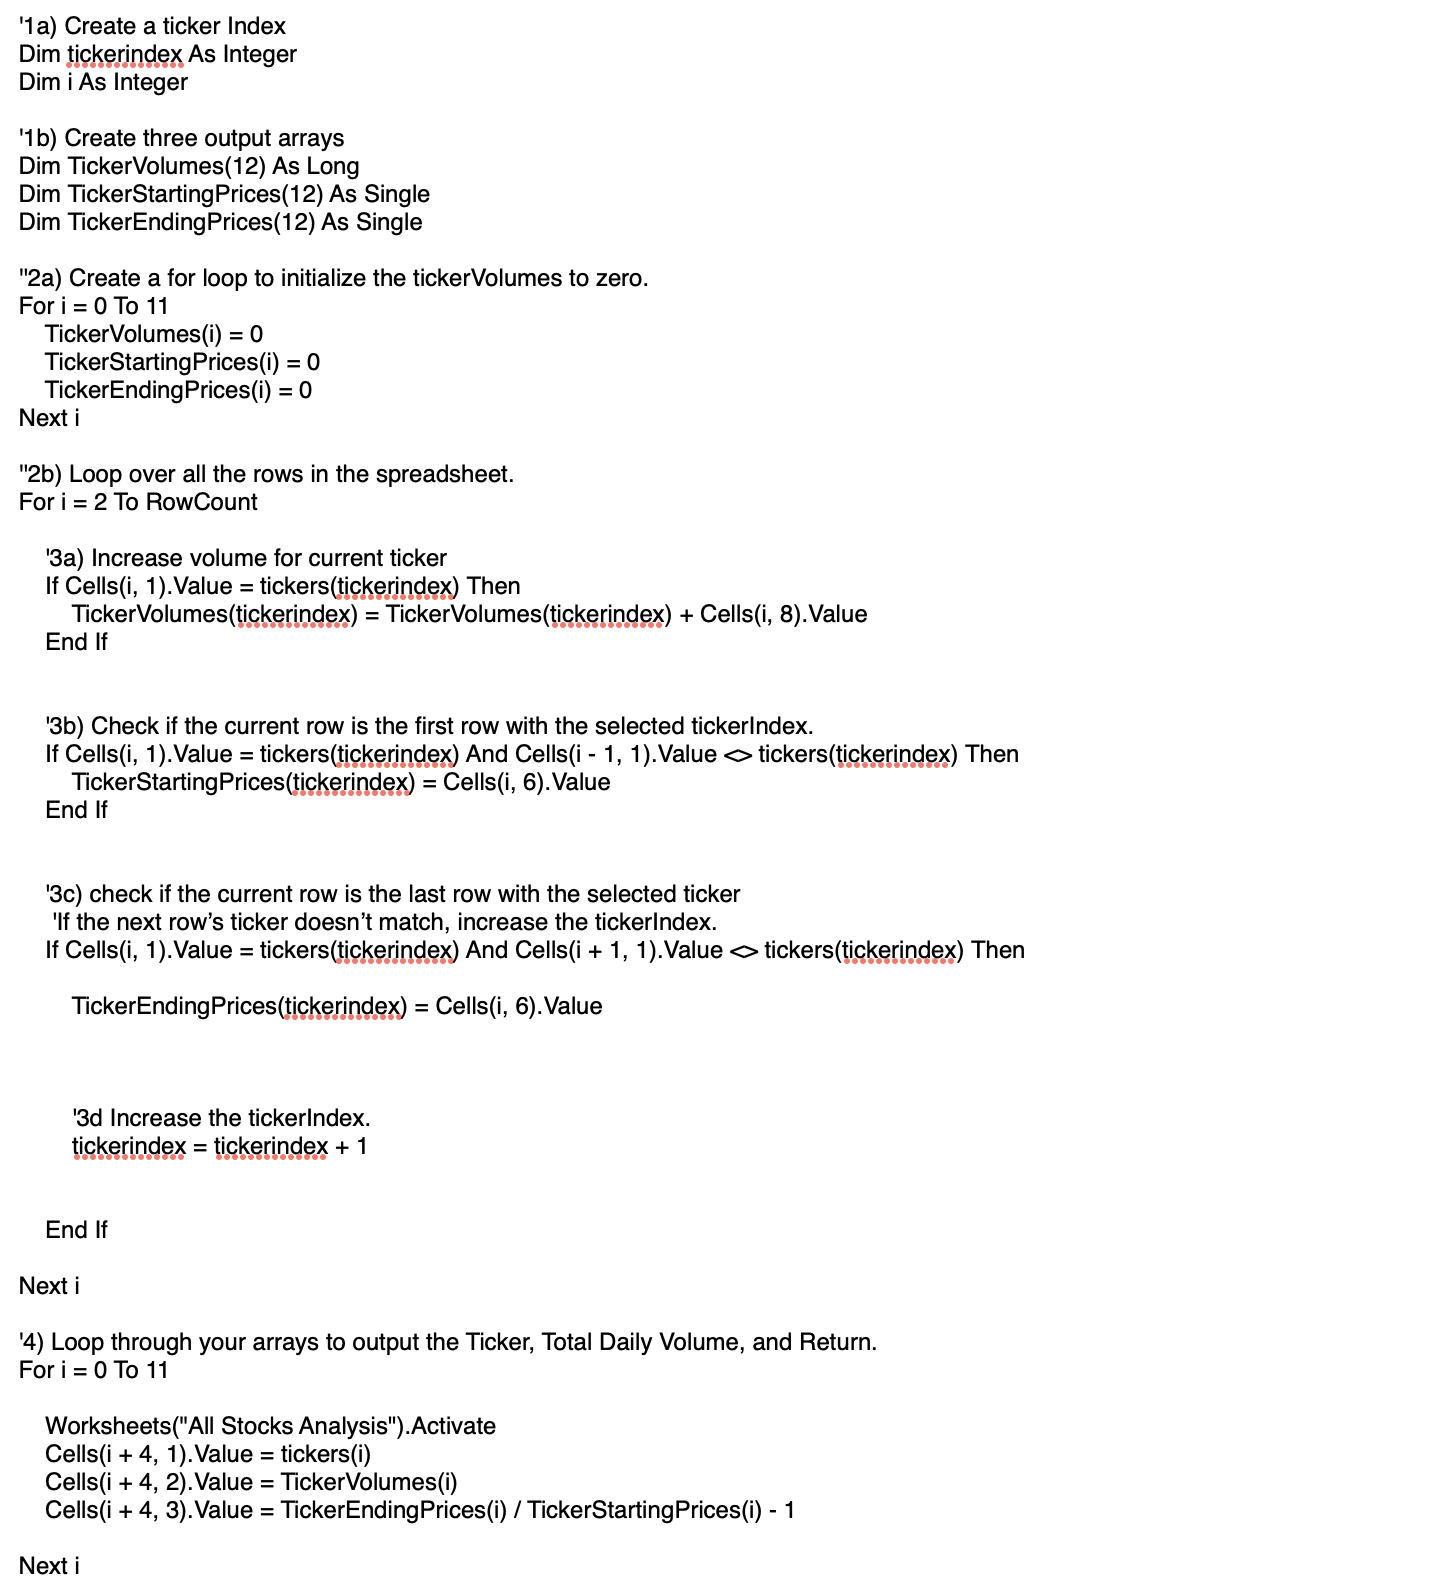 '1a) Create a ticker Index
Dim tickerindex As Integer
Dim i As Integer
'1b) Create three output arrays
Dim TickerVolumes(12) As Long
Dim TickerStartingPrices(12) As Single
Dim TickerEndingPrices(12) As Single
"2a) Create a for loop to initialize the tickerVolumes to zero.
For i = 0 To 11
TickerVolumes(i) = 0
TickerStartingPrices(i) = 0
TickerEndingPrices(i) = 0
Next i
"2b) Loop over all the rows in the spreadsheet.
For i = 2 To RowCount
'3a) Increase volume for current ticker
If Cells(i, 1).Value = tickers(tickerindex) Then
TickerVolumes(tickerindex) = TickerVolumes(tickerindex) + Cells(i, 8).Value
End If
'3b) Check if the current row is the first row with the selected tickerIndex.
If Cells(i, 1).Value = tickers(tickerindex) And Cells(i - 1, 1).Value <> tickers(tickerindex) Then
TickerStartingPrices(tickerindex) = Cells(i, 6).Value
End If
'3c) check if the current row is the last row with the selected ticker
'If the next row’s ticker doesn’t match, increase the tickerIndex.
If Cells(i, 1).Value = tickers(tickerindex) And Cells(i + 1, 1).Value <> tickers(tickerindex) Then
TickerEndingPrices(tickerindex) = Cells(i, 6).Value
'3d Increase the tickerIndex.
tickerindex = tickerindex + 1
End If
Next i
'4) Loop through your arrays to output the Ticker, Total Daily Volume, and Return.
For i = 0 To 11
Worksheets("All Stocks Analysis").Activate
Cells(i + 4, 1).Value = tickers(i)
Cells(i + 4, 2).Value = TickerVolumes(i)
Cells(i + 4, 3).Value = TickerEndingPrices(i) / TickerStartingPrices(i) - 1
Next i